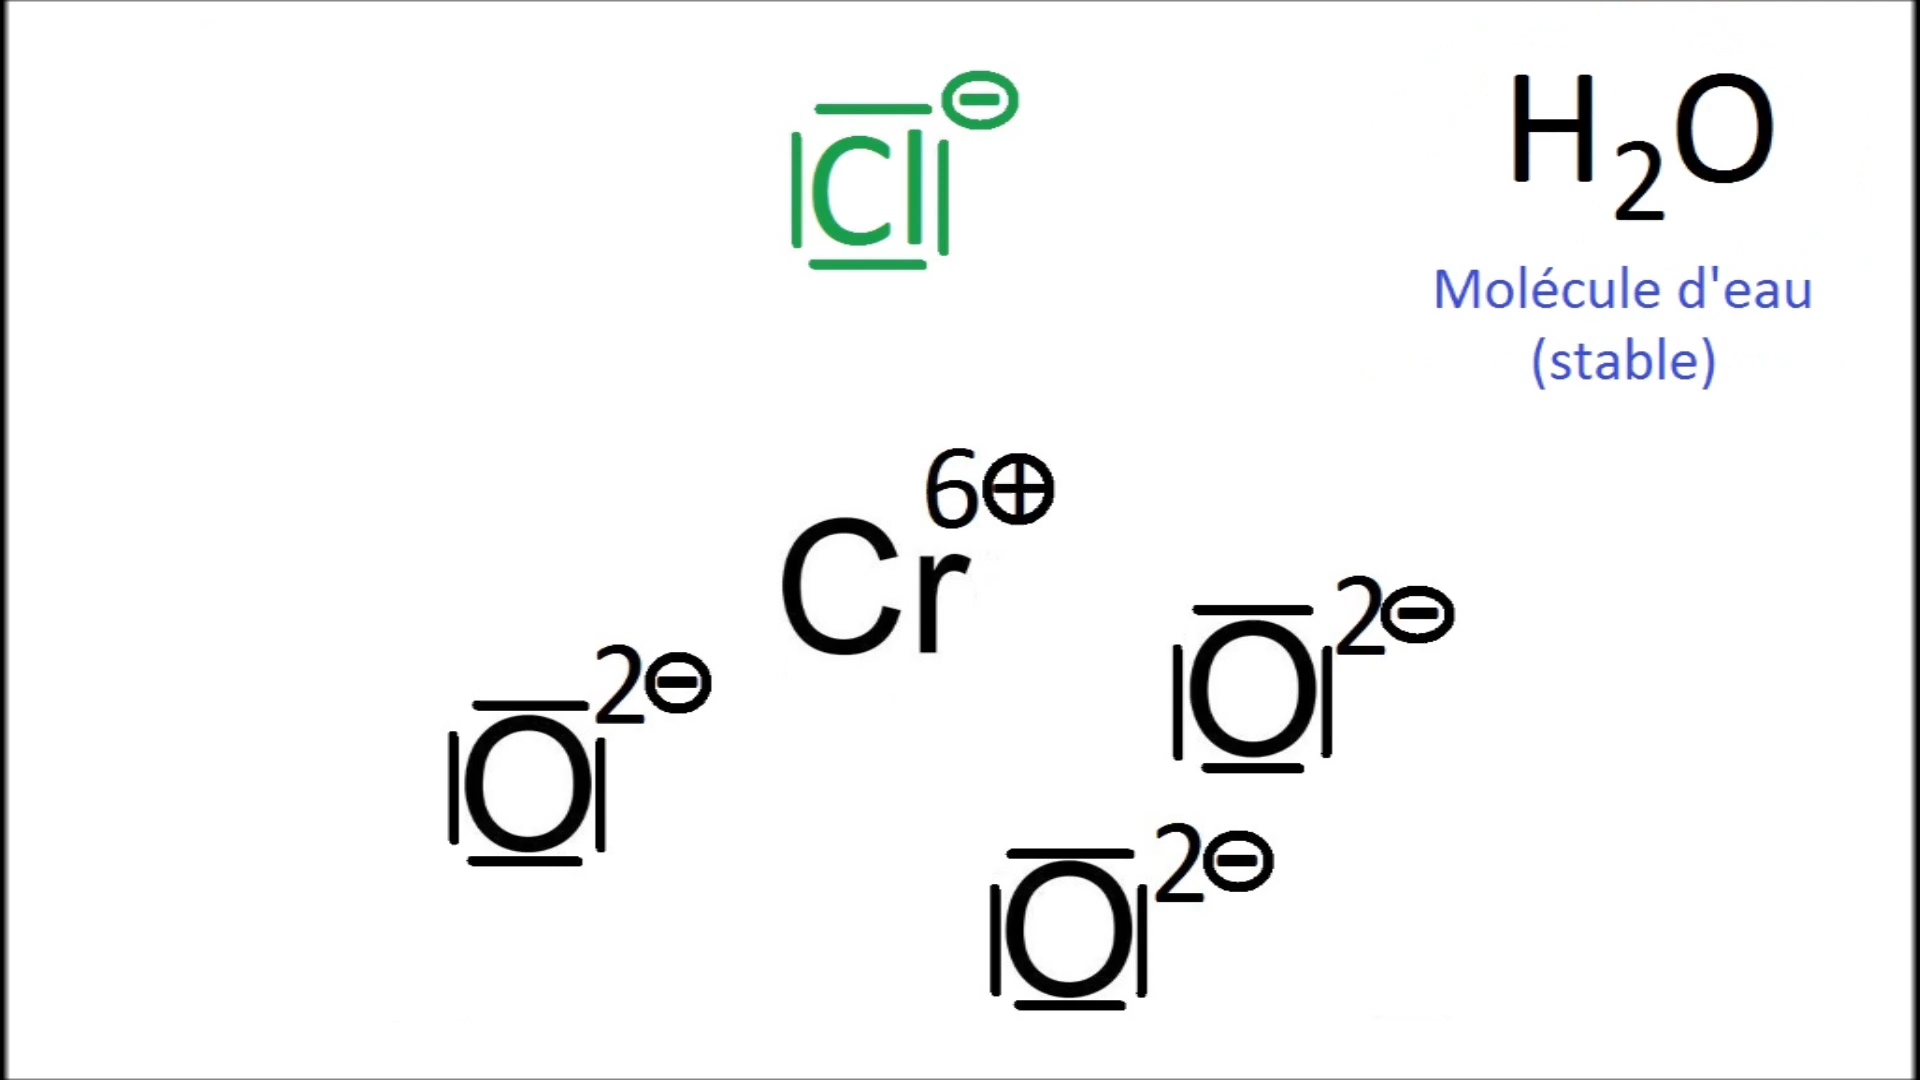 Cl⊖
H₂O
Molécule d'eau
(stable)
Cr⁶⊕
O²⊖
O²⊖
O²⊖